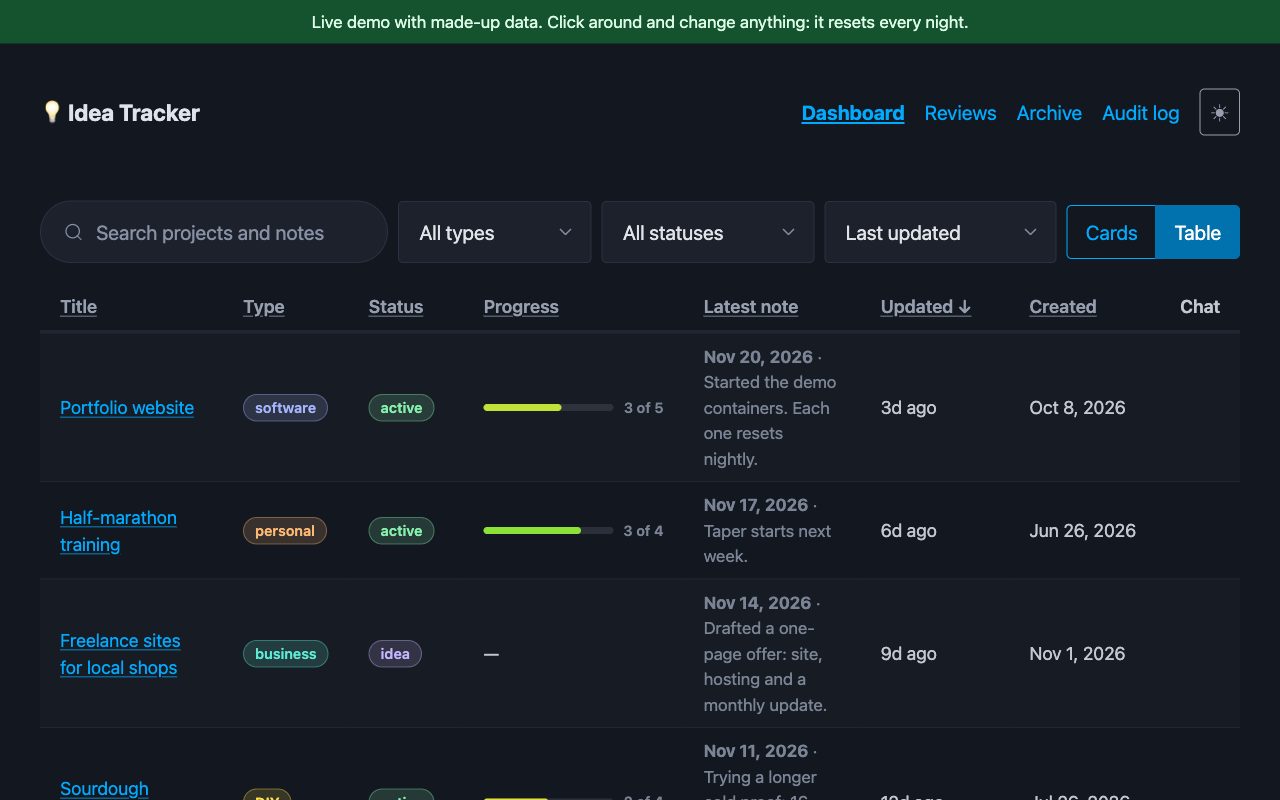 Live demo with made-up data. Click around and change anything: it resets every night.
Idea Tracker
Dashboard Reviews Archive Audit log
Search projects and notes All types All statuses Last updated Cards Table
Title Type Status Progress Latest note Updated ↓ Created Chat
Portfolio website software active 3 of 5
Nov 20, 2026 ·
Started the demo
containers. Each
one resets
nightly.
3d ago Oct 8, 2026
Half-marathon
training
personal active 3 of 4
Nov 17, 2026 ·
Taper starts next
week.
6d ago Jun 26, 2026
Freelance sites
for local shops
business idea —
Nov 14, 2026 ·
Drafted a one-
page offer: site,
hosting and a
monthly update.
9d ago Nov 1, 2026
Sourdough
DIY
Nov 11, 2026 ·
Trying a longer